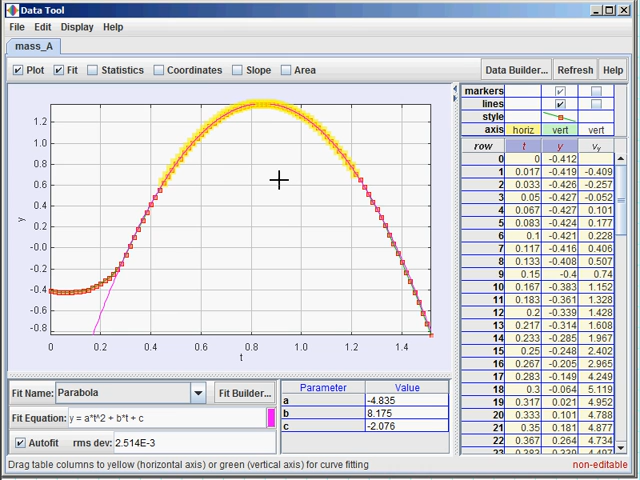 Data Tool
File Edit Display Help
mass_A
Plot Fit Statistics Coordinates Slope Area Data Builder... Refresh Help
markers
lines
style
axis horiz vert vert
row t y vy
0 0 -0.412
1 0.017 -0.419 -0.409
2 0.033 -0.426 -0.257
3 0.05 -0.427 -0.052
4 0.067 -0.427 0.101
5 0.083 -0.424 0.177
6 0.1 -0.421 0.228
7 0.117 -0.416 0.406
8 0.133 -0.408 0.507
9 0.15 -0.4 0.74
10 0.167 -0.383 1.152
11 0.183 -0.361 1.328
12 0.2 -0.339 1.428
13 0.217 -0.314 1.608
14 0.233 -0.285 1.967
15 0.25 -0.248 2.402
16 0.267 -0.205 2.965
17 0.283 -0.149 4.249
18 0.3 -0.064 5.119
19 0.317 0.021 4.952
20 0.333 0.101 4.788
21 0.35 0.181 4.877
22 0.367 0.264 4.734
23 0.383 0.339 4.497
1.2
1.0
0.8
0.6
0.4
0.2
-0.0
-0.2
-0.4
-0.6
-0.8
y
0 0.2 0.4 0.6 0.8 1.0 1.2 1.4
t
Fit Name: Parabola Fit Builder...
Fit Equation: y = a*t^2 + b*t + c
Autofit rms dev: 2.514E-3
Parameter Value
a -4.835
b 8.175
c -2.076
Drag table columns to yellow (horizontal axis) or green (vertical axis) for curve fitting non-editable